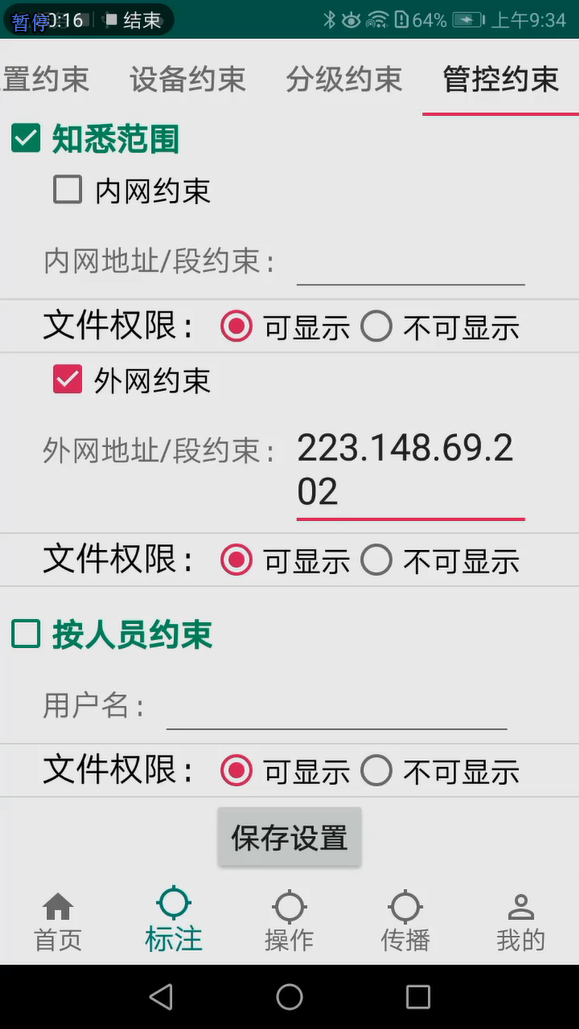 暂停 0:16 结束 64% 上午9:34
置约束 设备约束 分级约束 管控约束
知悉范围
内网约束
内网地址/段约束:
文件权限: 可显示 不可显示
外网约束
外网地址/段约束: 223.148.69.2
02
文件权限: 可显示 不可显示
按人员约束
用户名:
文件权限: 可显示 不可显示
保存设置
首页 标注 操作 传播 我的